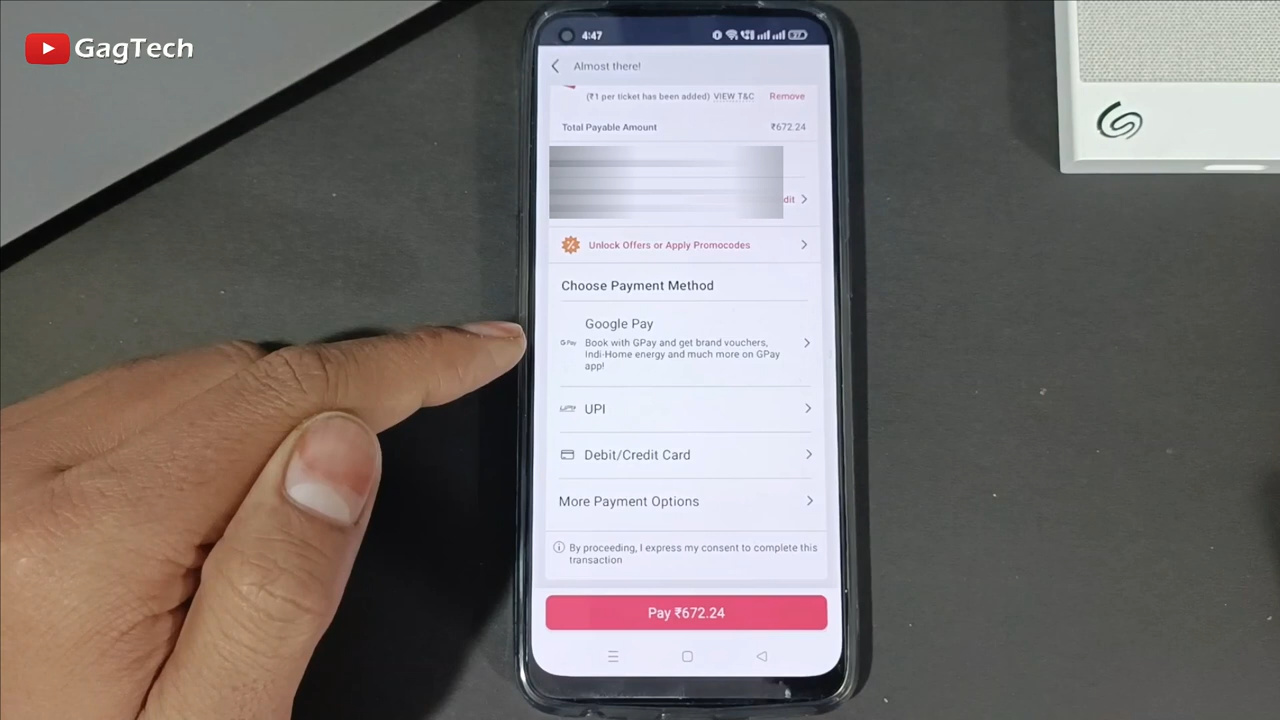 GagTech
4:47
Almost there!
(₹1 per ticket has been added) VIEW T&C Remove
Total Payable Amount ₹672.24
dit
Unlock Offers or Apply Promocodes
Choose Payment Method
Google Pay
G Pay Book with GPay and get brand vouchers,
Indi-Home energy and much more on GPay
app!
UPI UPI
Debit/Credit Card
More Payment Options
By proceeding, I express my consent to complete this
transaction
Pay ₹672.24